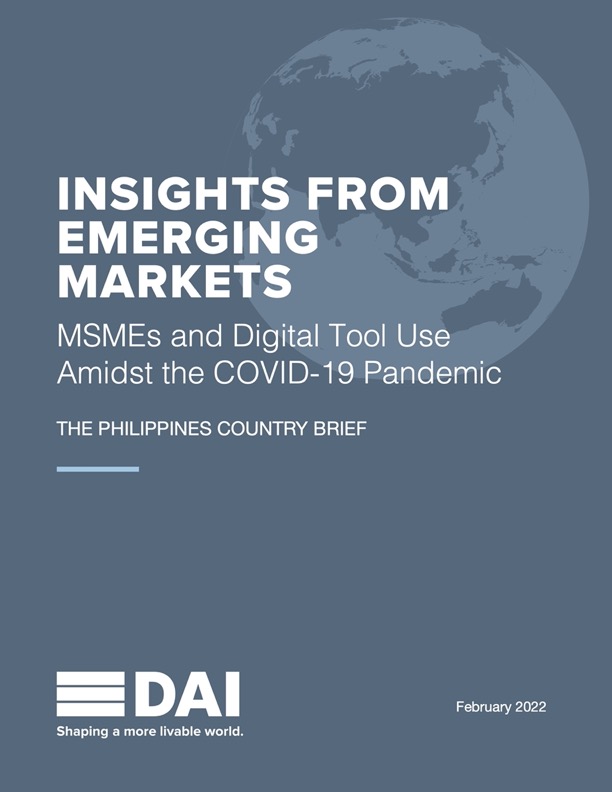 INSIGHTS FROM
EMERGING
MARKETS
MSMEs and Digital Tool Use
Amidst the COVID-19 Pandemic
THE PHILIPPINES COUNTRY BRIEF
DAI
Shaping a more livable world.
February 2022